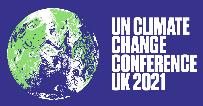 UN CLIMATE
CHANGE
CONFERENCE
UK 2021